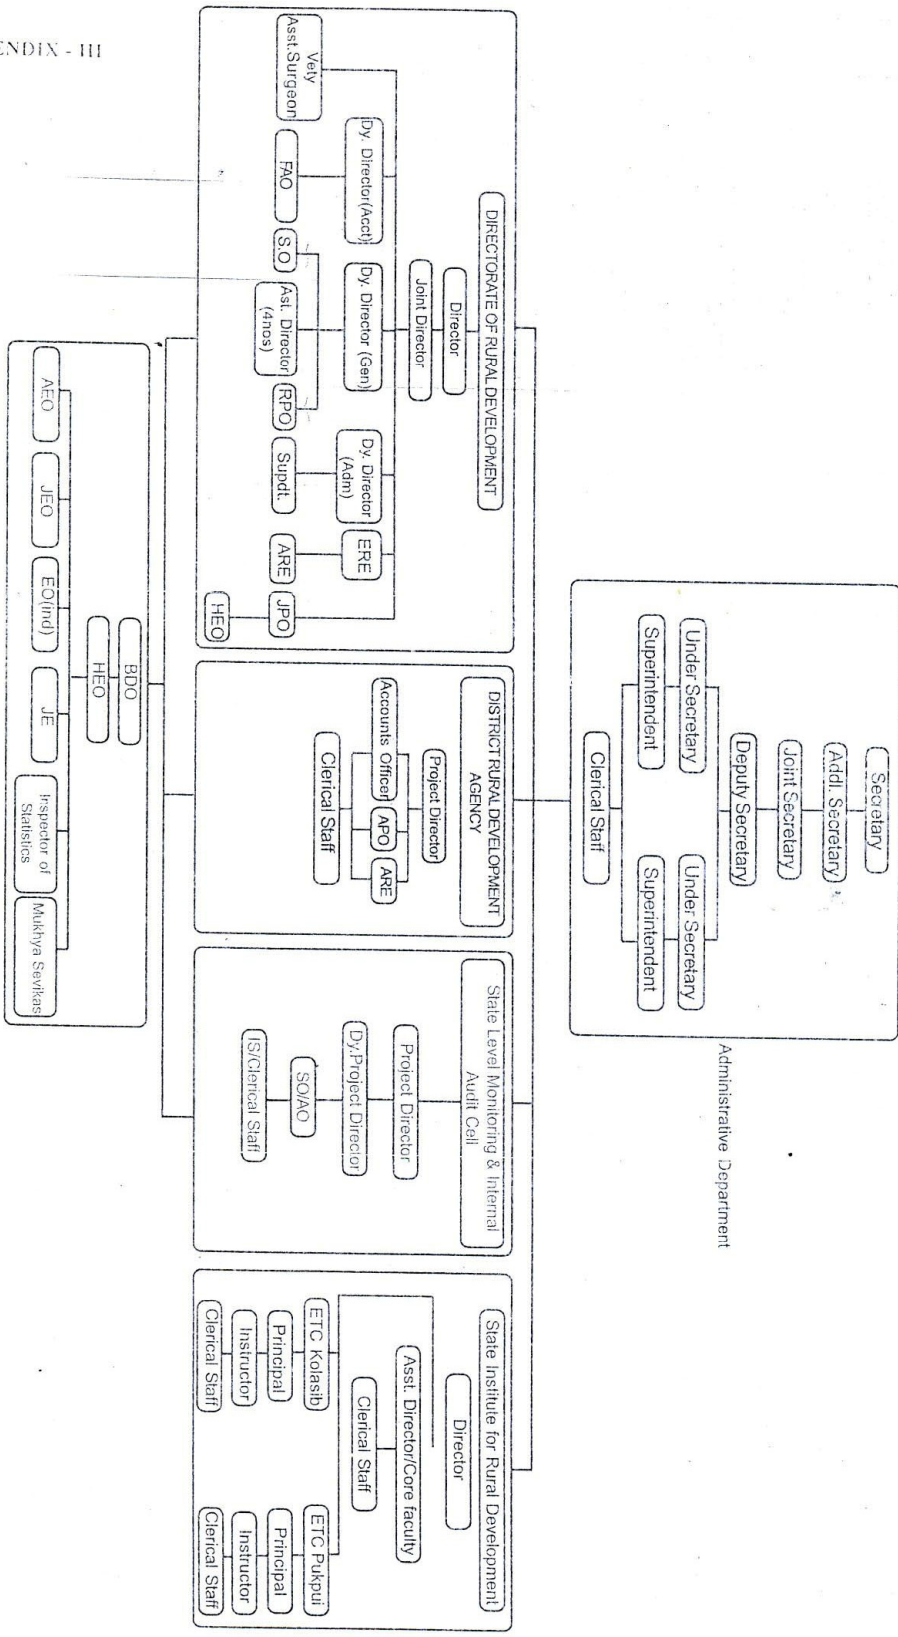 ENDIX - III
Secretary
Addl. Secretary
Joint Secretary
Deputy Secretary
Under Secretary
Under Secretary
Superintendent
Superintendent
Clerical Staff
Administrative Department
DIRECTORATE OF RURAL DEVELOPMENT
Director
Joint Director
Dy. Director(Acct)
Dy. Director (Gen)
Dy. Director
(Adm)
ERE
Vety
Asst.Surgeon
FAO
S.O
Ast. Director
(4nos)
RPO
Supdt.
ARE
JPO
HEO
DISTRICT RURAL DEVELOPMENT
AGENCY
Project Director
Accounts Officer
APO
ARE
Clerical Staff
State Level Monitoring & Internal
Audit Cell
Project Director
Dy.Project Director
SO/AO
IS/Clerical Staff
State Institute for Rural Development
Director
Asst. Director/Core faculty
Clerical Staff
ETC Kolasib
ETC Pukpui
Principal
Principal
Instructor
Instructor
Clerical Staff
Clerical Staff
BDO
HEO
AEO
JEO
EO(ind)
JE
Inspector of
Statistics
Mukhya Sevikas